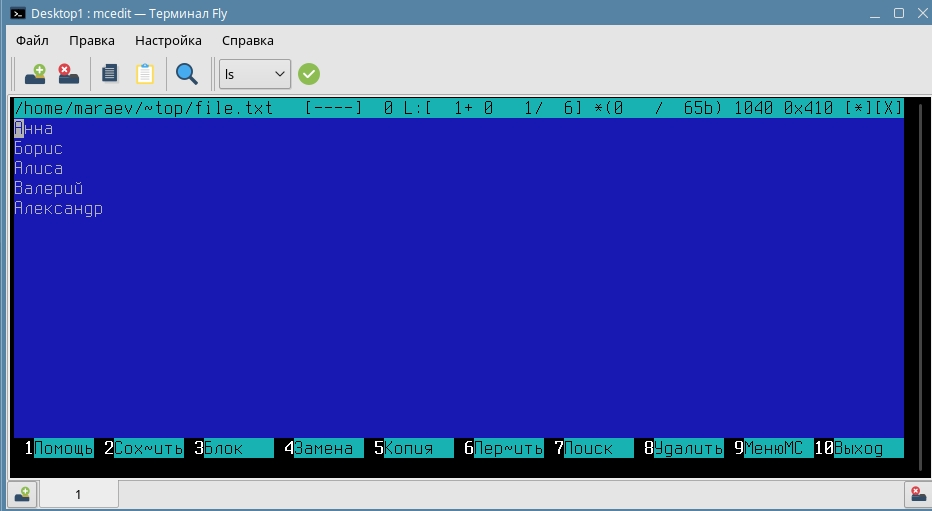 Desktop1 : mcedit — Терминал Fly
Файл Правка Настройка Справка
ls
/home/maraev/~top/file.txt [----] 0 L:[ 1+ 0 1/ 6] *(0 / 65b) 1040 0x410 [*][X]
Анна
Борис
Алиса
Валерий
Александр
1Помощь 2Сох~ить 3Блок 4Замена 5Копия 6Пер~ить 7Поиск 8Удалить 9МенюMC 10Выход
1